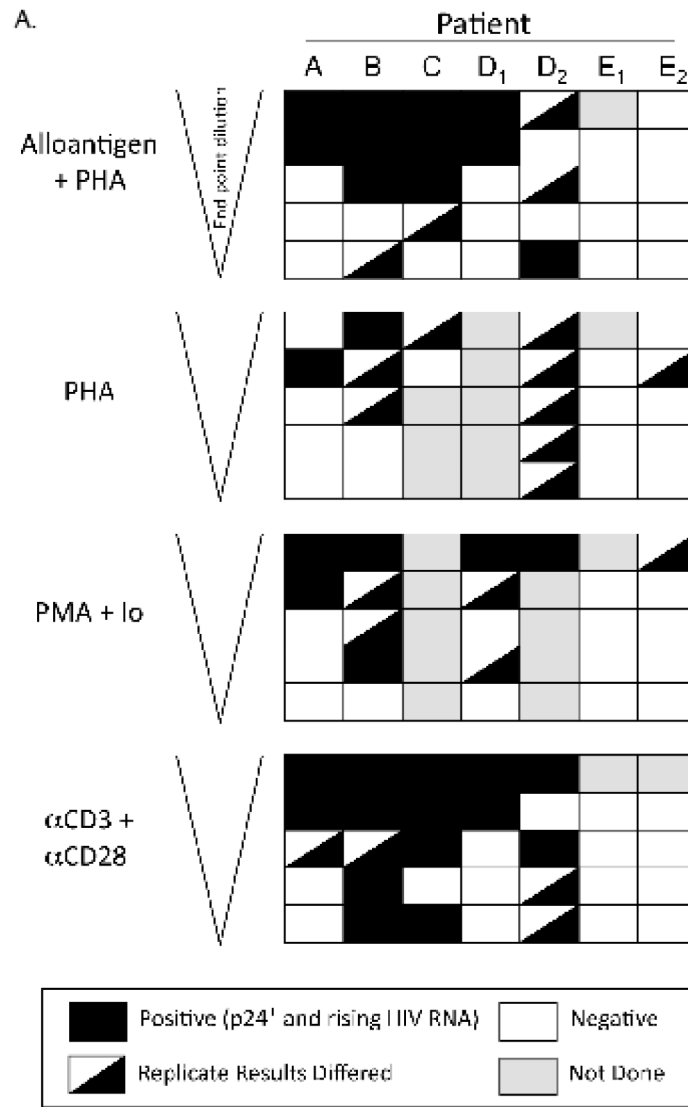 A.
Patient
A B C D₁ D₂ E₁ E₂
Alloantigen
+ PHA
End point dilution
PHA
PMA + Io
αCD3 +
αCD28
Positive (p24⁺ and rising HIV RNA)
Negative
Replicate Results Differed
Not Done